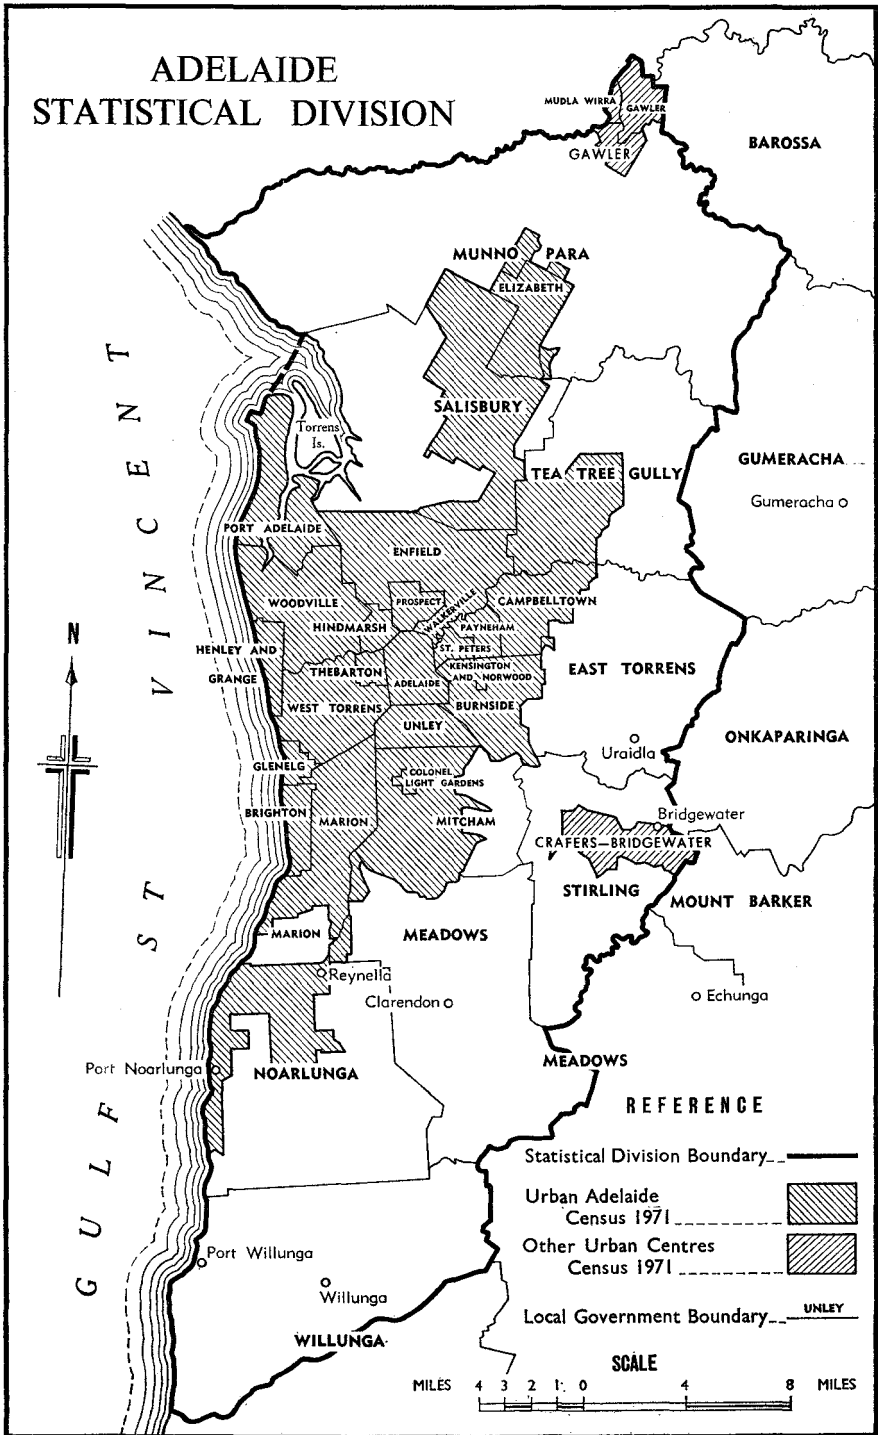 ADELAIDE
STATISTICAL DIVISION
MUDLA WIRRA
GAWLER
GAWLER
BAROSSA
MUNNO PARA
ELIZABETH
SALISBURY
Torrens
Is.
TEA TREE GULLY
GUMERACHA
Gumeracha
PORT ADELAIDE
ENFIELD
WOODVILLE
PROSPECT
WALKERVILLE
CAMPBELLTOWN
HINDMARSH
PAYNEHAM
HENLEY AND
GRANGE
ST. PETERS
THEBARTON
KENSINGTON
AND NORWOOD
ADELAIDE
EAST TORRENS
WEST TORRENS
BURNSIDE
UNLEY
ONKAPARINGA
Uraidla
GLENELG
COLONEL
LIGHT GARDENS
BRIGHTON
MARION
MITCHAM
Bridgewater
CRAFERS—BRIDGEWATER
STIRLING
MOUNT BARKER
MARION
MEADOWS
Reynella
Clarendon
Echunga
Port Noarlunga
NOARLUNGA
MEADOWS
N
GULF ST VINCENT
Port Willunga
Willunga
WILLUNGA
REFERENCE
Statistical Division Boundary
Urban Adelaide
Census 1971
Other Urban Centres
Census 1971
Local Government Boundary
UNLEY
SCALE
MILES 4 3 2 1 0 4 8 MILES